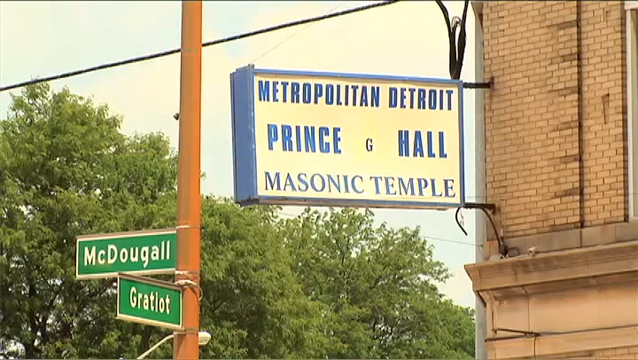 METROPOLITAN DETROIT
PRINCE G HALL
MASONIC TEMPLE
McDougall
Gratiot